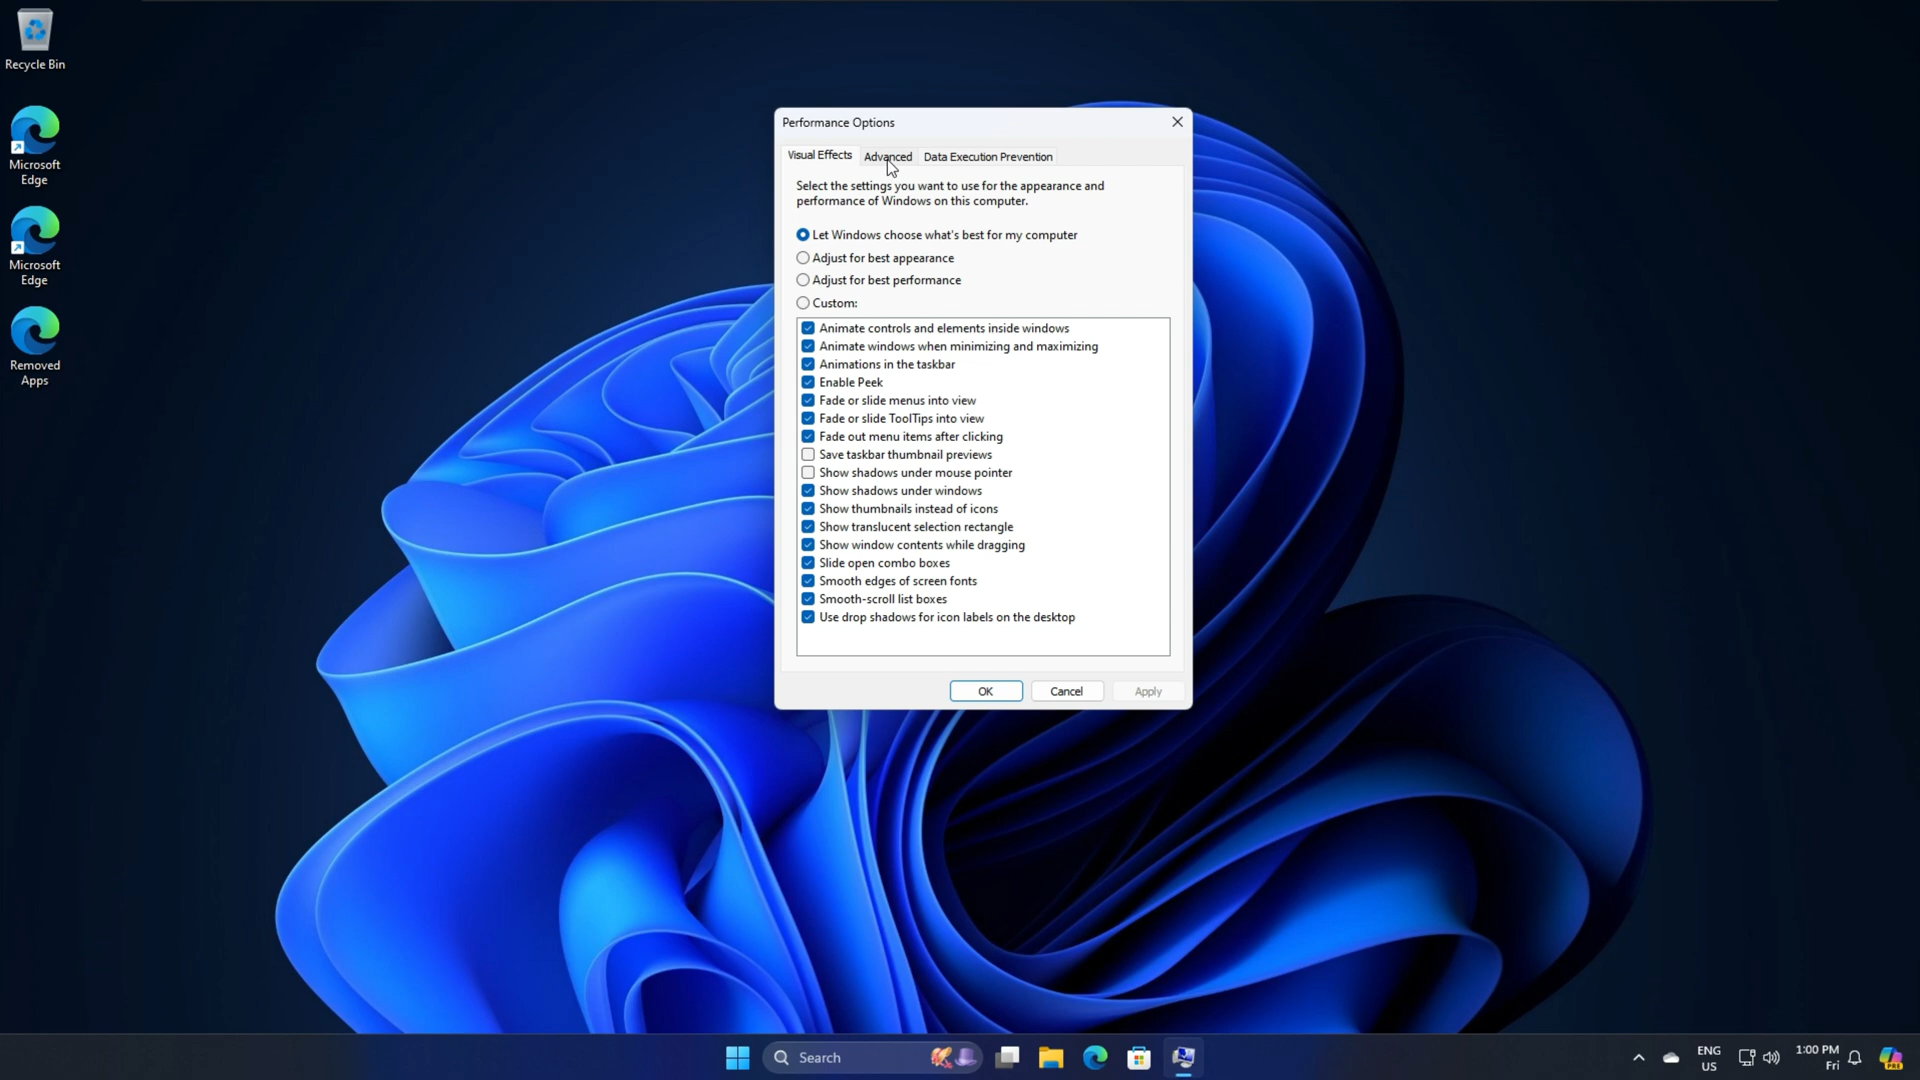 Recycle Bin
Microsoft
Edge
Microsoft
Edge
Removed
Apps
Performance Options
Visual Effects
Advanced
Data Execution Prevention
Select the settings you want to use for the appearance and
performance of Windows on this computer.
Let Windows choose what's best for my computer
Adjust for best appearance
Adjust for best performance
Custom:
Animate controls and elements inside windows
Animate windows when minimizing and maximizing
Animations in the taskbar
Enable Peek
Fade or slide menus into view
Fade or slide ToolTips into view
Fade out menu items after clicking
Save taskbar thumbnail previews
Show shadows under mouse pointer
Show shadows under windows
Show thumbnails instead of icons
Show translucent selection rectangle
Show window contents while dragging
Slide open combo boxes
Smooth edges of screen fonts
Smooth-scroll list boxes
Use drop shadows for icon labels on the desktop
OK
Cancel
Apply
Search
ENG
US
1:00 PM
Fri
PRE